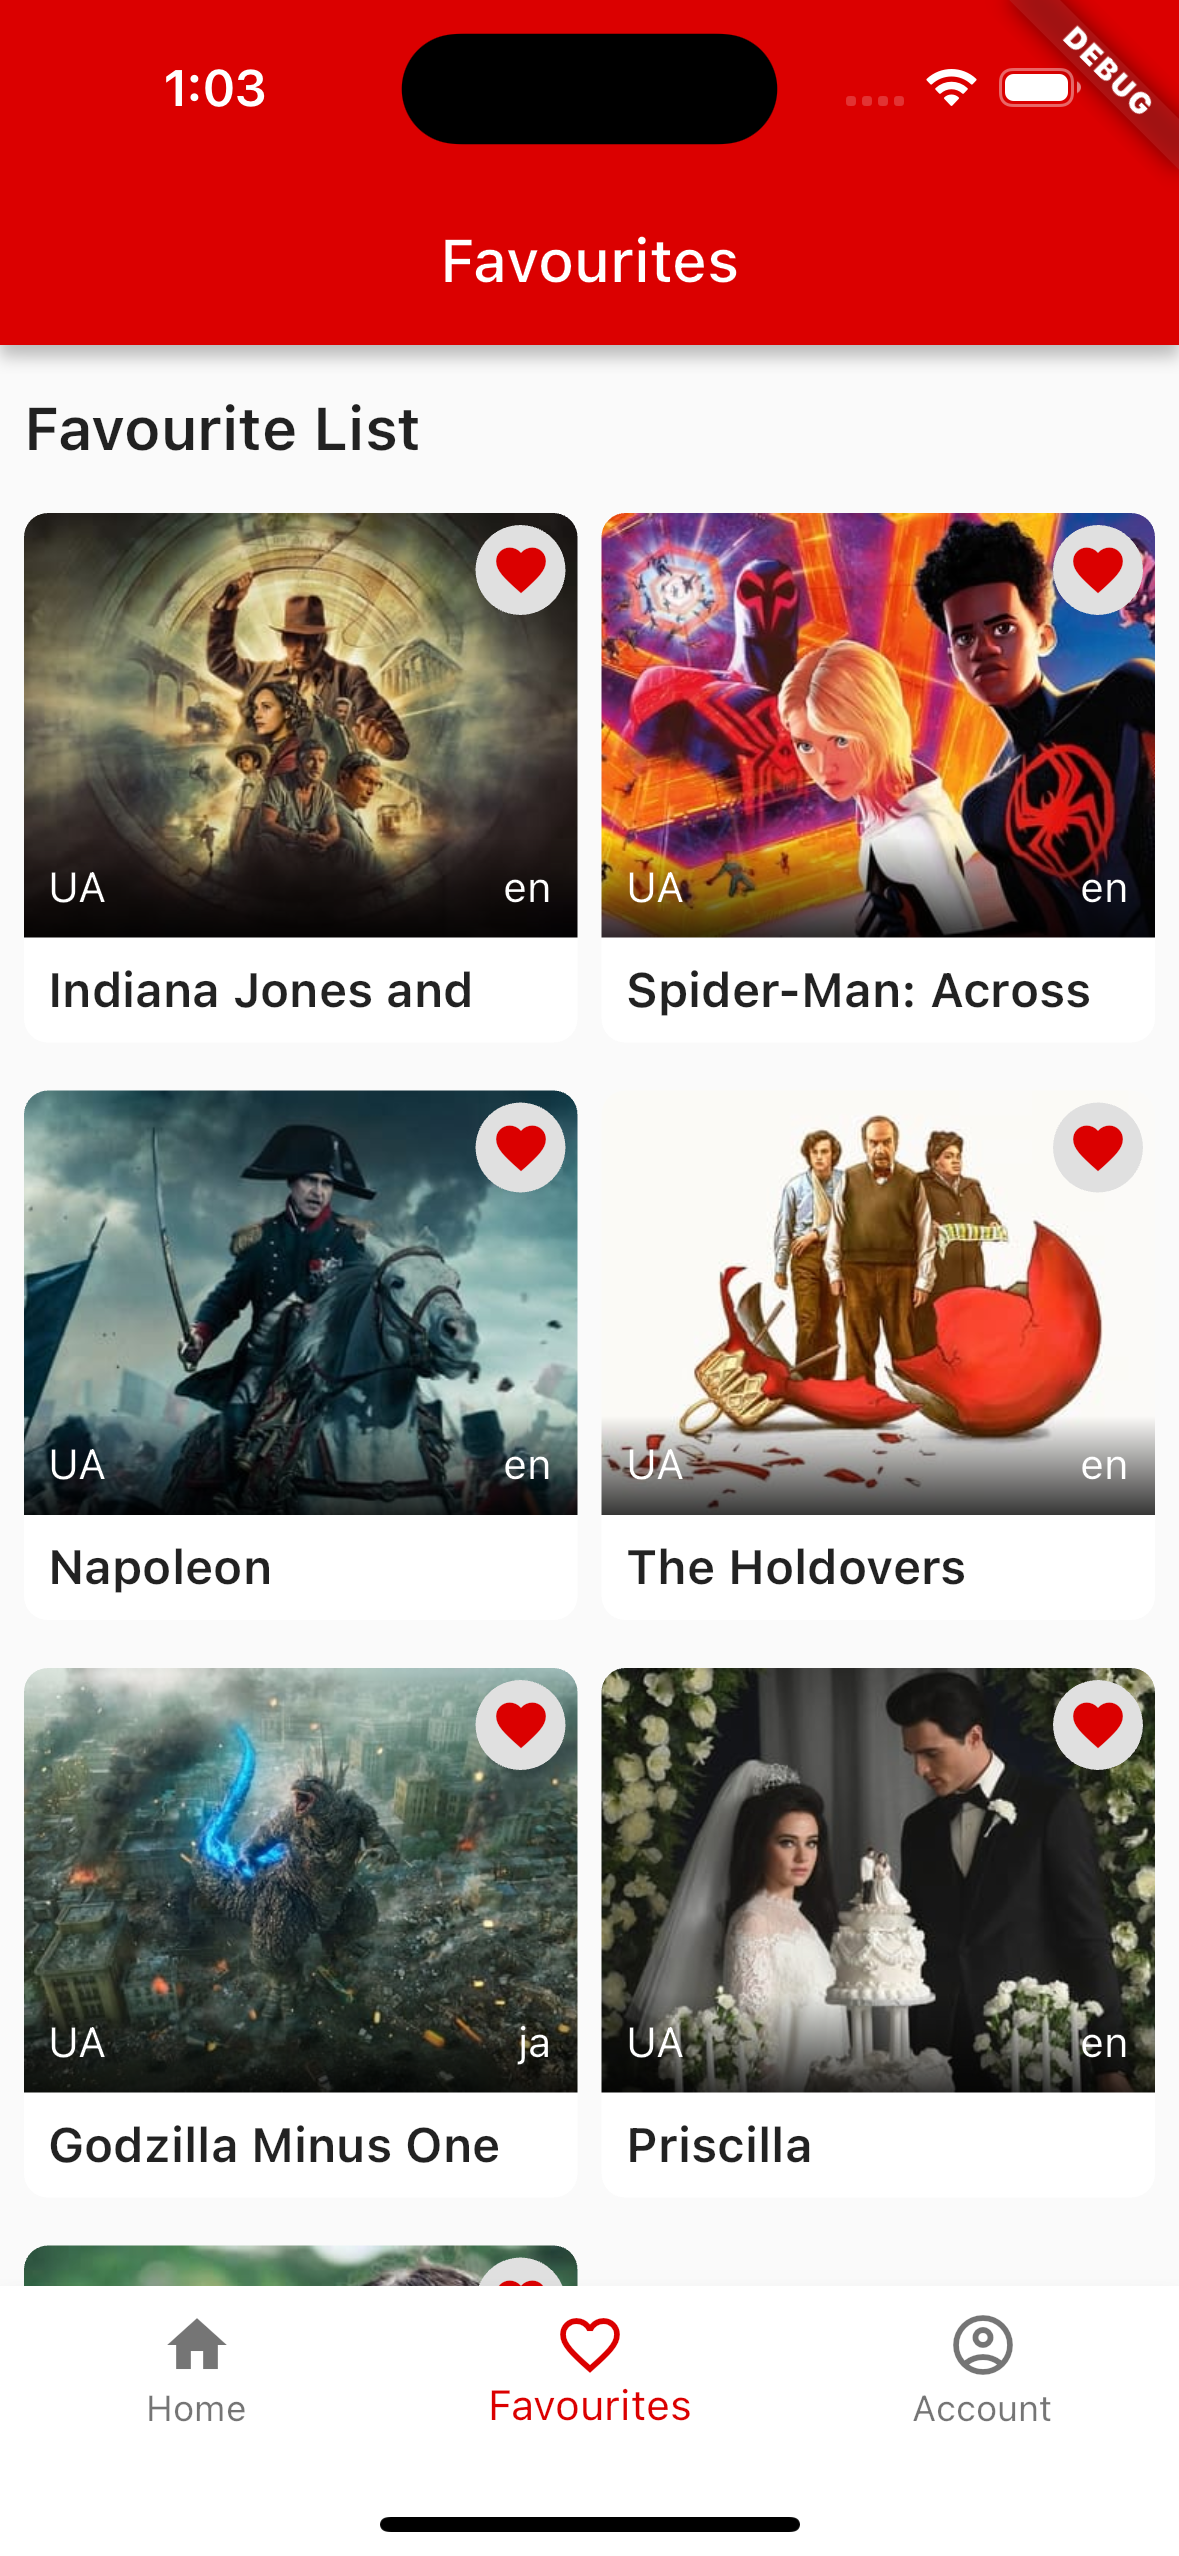 1:03
DEBUG
Favourites
Favourite List
UA en
UA en
Indiana Jones and
Spider-Man: Across
UA en
UA en
Napoleon
The Holdovers
UA ja
UA en
Godzilla Minus One
Priscilla
Home
Favourites
Account